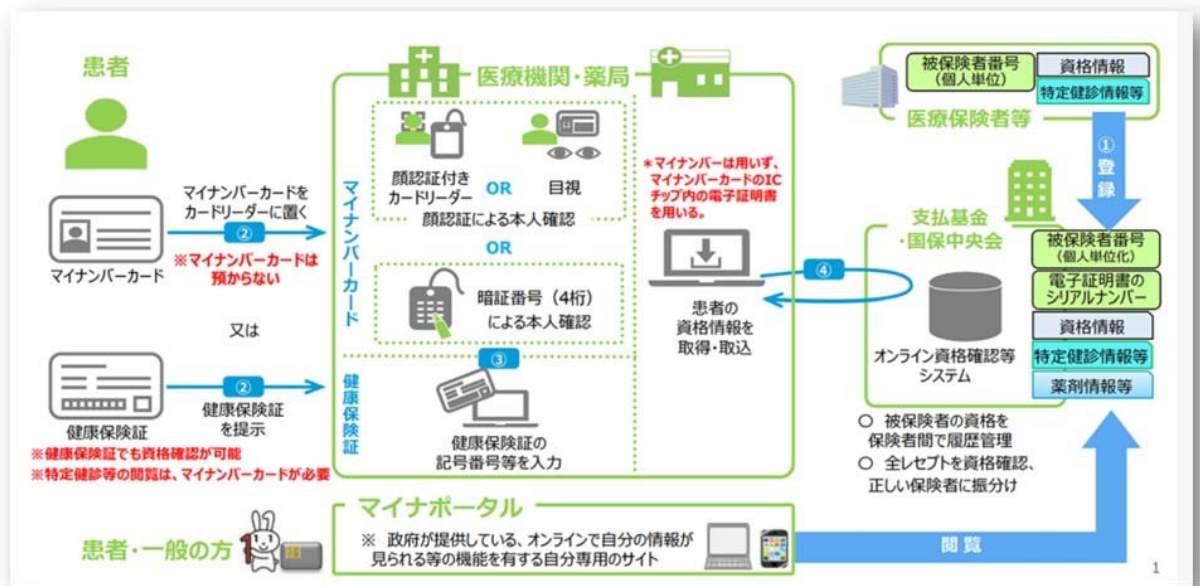 患者
マイナンバーカード
マイナンバーカードを
カードリーダーに置く
②
※マイナンバーカードは
預からない
又は
健康保険証
②
健康保険証
を提示
※健康保険証でも資格確認が可能
※特定健診等の閲覧は、マイナンバーカードが必要
医療機関・薬局
マイナンバーカード
顔認証付き
カードリーダー
OR
目視
顔認証による本人確認
OR
暗証番号（4桁）
による本人確認
③
健康保険証
健康保険証の
記号番号等を入力
＊マイナンバーは用いず、
マイナンバーカードのIC
チップ内の電子証明書
を用いる。
患者の
資格情報を
取得・取込
④
被保険者番号
（個人単位）
資格情報
特定健診情報等
医療保険者等
①
登録
支払基金
・国保中央会
オンライン資格確認等
システム
被保険者番号
（個人単位化）
電子証明書の
シリアルナンバー
資格情報
特定健診情報等
薬剤情報等
○ 被保険者の資格を
保険者間で履歴管理
○ 全レセプトを資格確認、
正しい保険者に振分け
患者・一般の方
マイナポータル
※ 政府が提供している、オンラインで自分の情報が
見られる等の機能を有する自分専用のサイト
閲覧
1